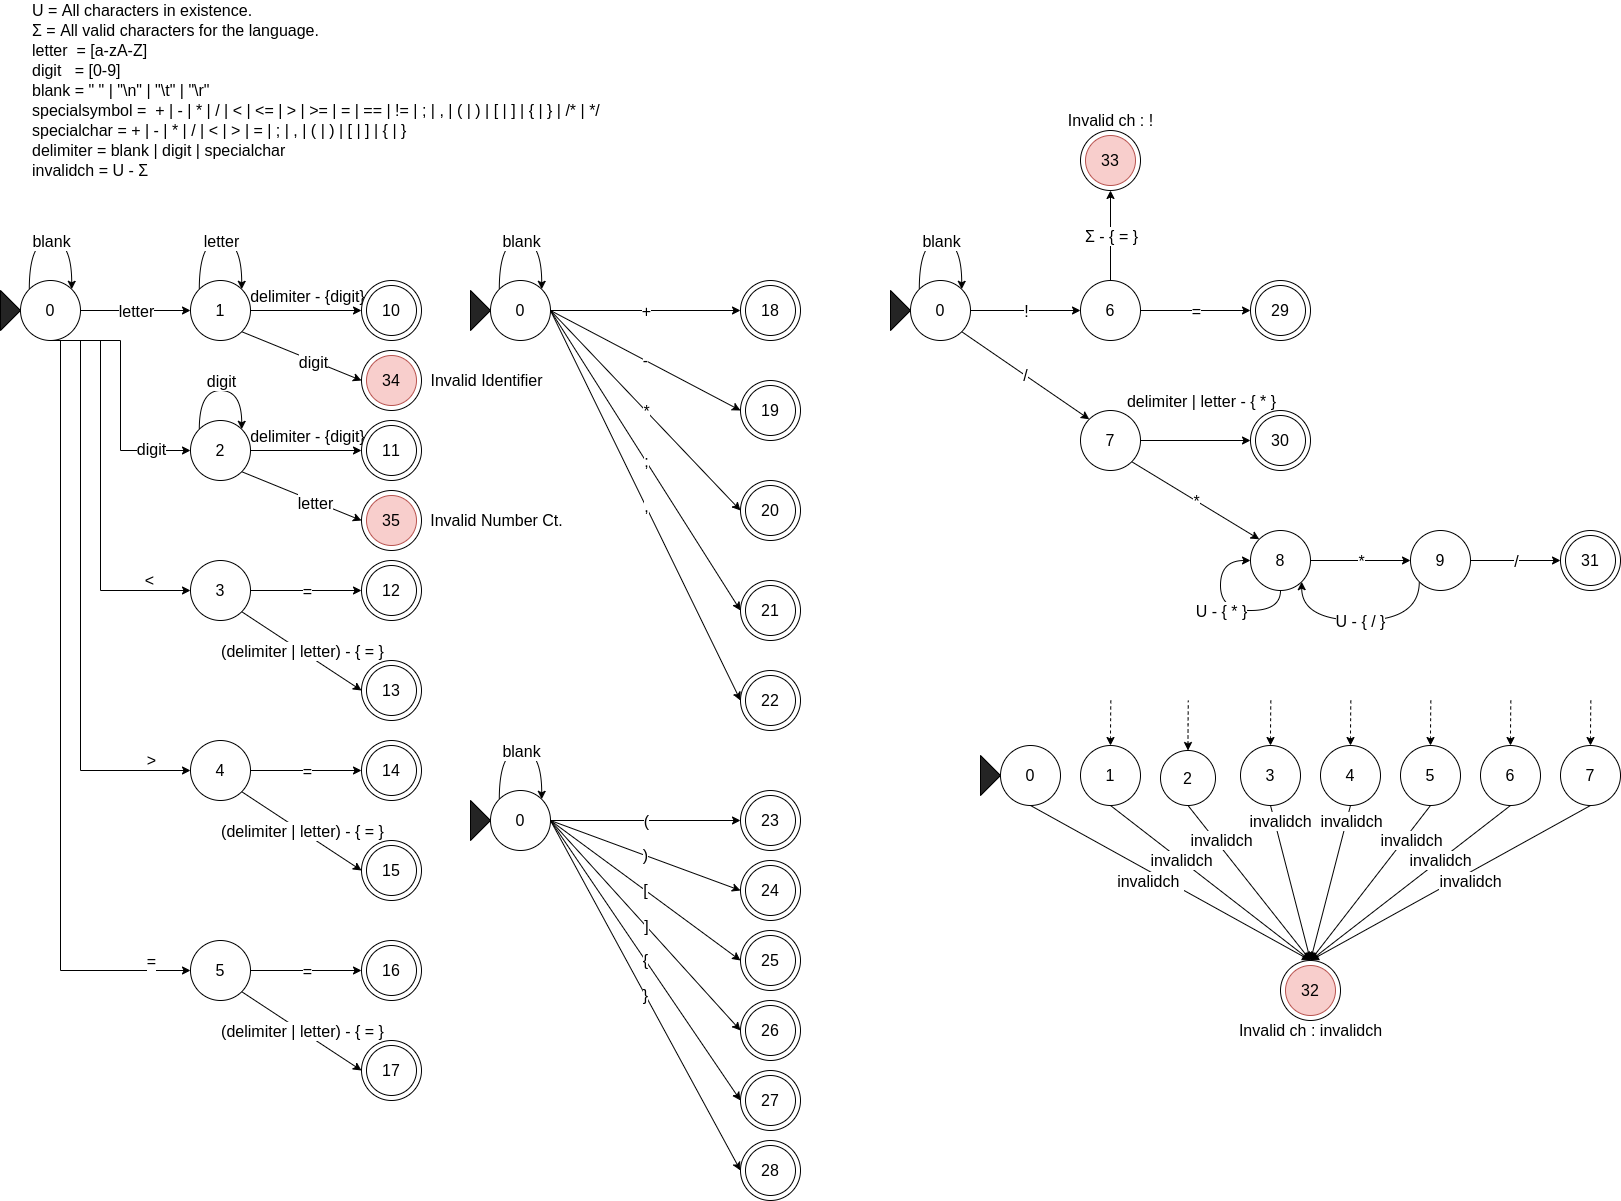 U = All characters in existence.
Σ = All valid characters for the language.
letter = [a-zA-Z]
digit = [0-9]
blank = " " | "\n" | "\t" | "\r"
specialsymbol = + | - | * | / | < | <= | > | >= | = | == | != | ; | , | ( | ) | [ | ] | { | } | /* | */
specialchar = + | - | * | / | < | > | = | ; | , | ( | ) | [ | ] | { | }
delimiter = blank | digit | specialchar
invalidch = U - Σ
blank
0
letter
letter
1
delimiter - {digit}
10
digit
34
Invalid Identifier
digit
digit
2
delimiter - {digit}
11
letter
35
Invalid Number Ct.
<
3
=
12
(delimiter | letter) - { = }
13
>
4
=
14
(delimiter | letter) - { = }
15
=
5
=
16
(delimiter | letter) - { = }
17
blank
0
+
18
-
19
*
20
;
21
,
22
blank
0
(
23
)
24
[
25
]
26
{
27
}
28
Invalid ch : !
33
Σ - { = }
blank
0
!
6
=
29
/
7
delimiter | letter - { * }
30
*
8
U - { * }
*
9
U - { / }
/
31
0
1
2
3
4
5
6
7
invalidch
invalidch
invalidch
invalidch
invalidch
invalidch
invalidch
invalidch
32
Invalid ch : invalidch